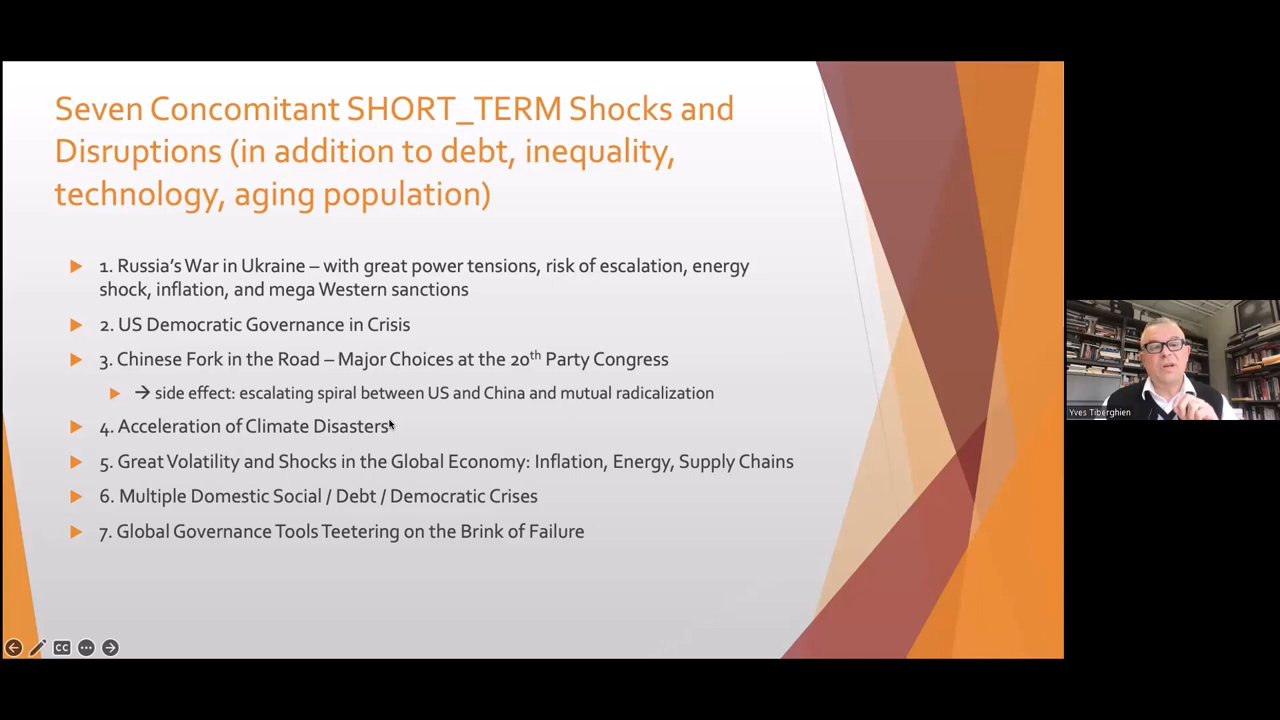 Seven Concomitant SHORT_TERM Shocks and
Disruptions (in addition to debt, inequality,
technology, aging population)
1. Russia's War in Ukraine – with great power tensions, risk of escalation, energy
shock, inflation, and mega Western sanctions
2. US Democratic Governance in Crisis
3. Chinese Fork in the Road – Major Choices at the 20th Party Congress
→ side effect: escalating spiral between US and China and mutual radicalization
4. Acceleration of Climate Disasters
5. Great Volatility and Shocks in the Global Economy: Inflation, Energy, Supply Chains
6. Multiple Domestic Social / Debt / Democratic Crises
7. Global Governance Tools Teetering on the Brink of Failure
CC
Yves Tiberghien